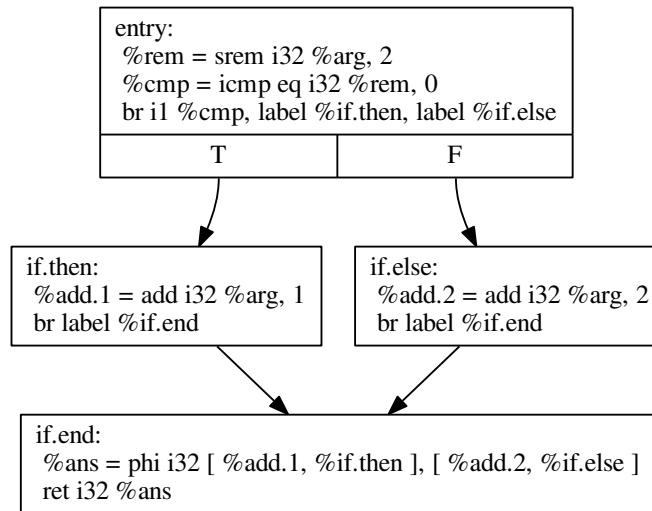 entry:
%rem = srem i32 %arg, 2
%cmp = icmp eq i32 %rem, 0
br i1 %cmp, label %if.then, label %if.else
T
F
if.then:
%add.1 = add i32 %arg, 1
br label %if.end
if.else:
%add.2 = add i32 %arg, 2
br label %if.end
if.end:
%ans = phi i32 [ %add.1, %if.then ], [ %add.2, %if.else ]
ret i32 %ans